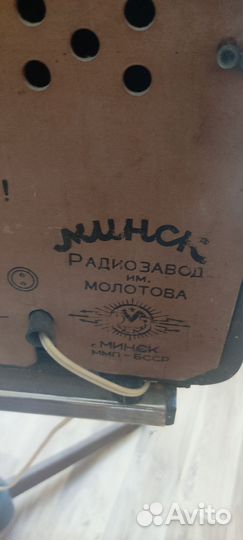 !
МИНСК
РАДИОЗАВОД
ИМ.
МОЛОТОВА
г. МИНСК
ММП-БССР
Avito